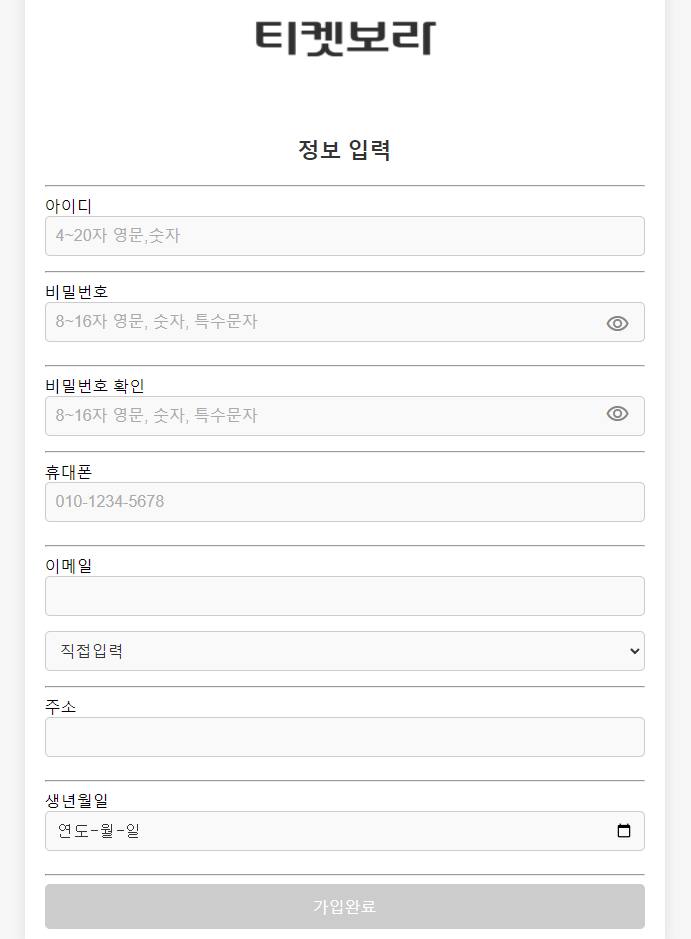 티켓보라
정보 입력
아이디
4~20자 영문,숫자
비밀번호
8~16자 영문, 숫자, 특수문자
비밀번호 확인
8~16자 영문, 숫자, 특수문자
휴대폰
010-1234-5678
이메일
직접입력
주소
생년월일
연도-월-일
가입완료